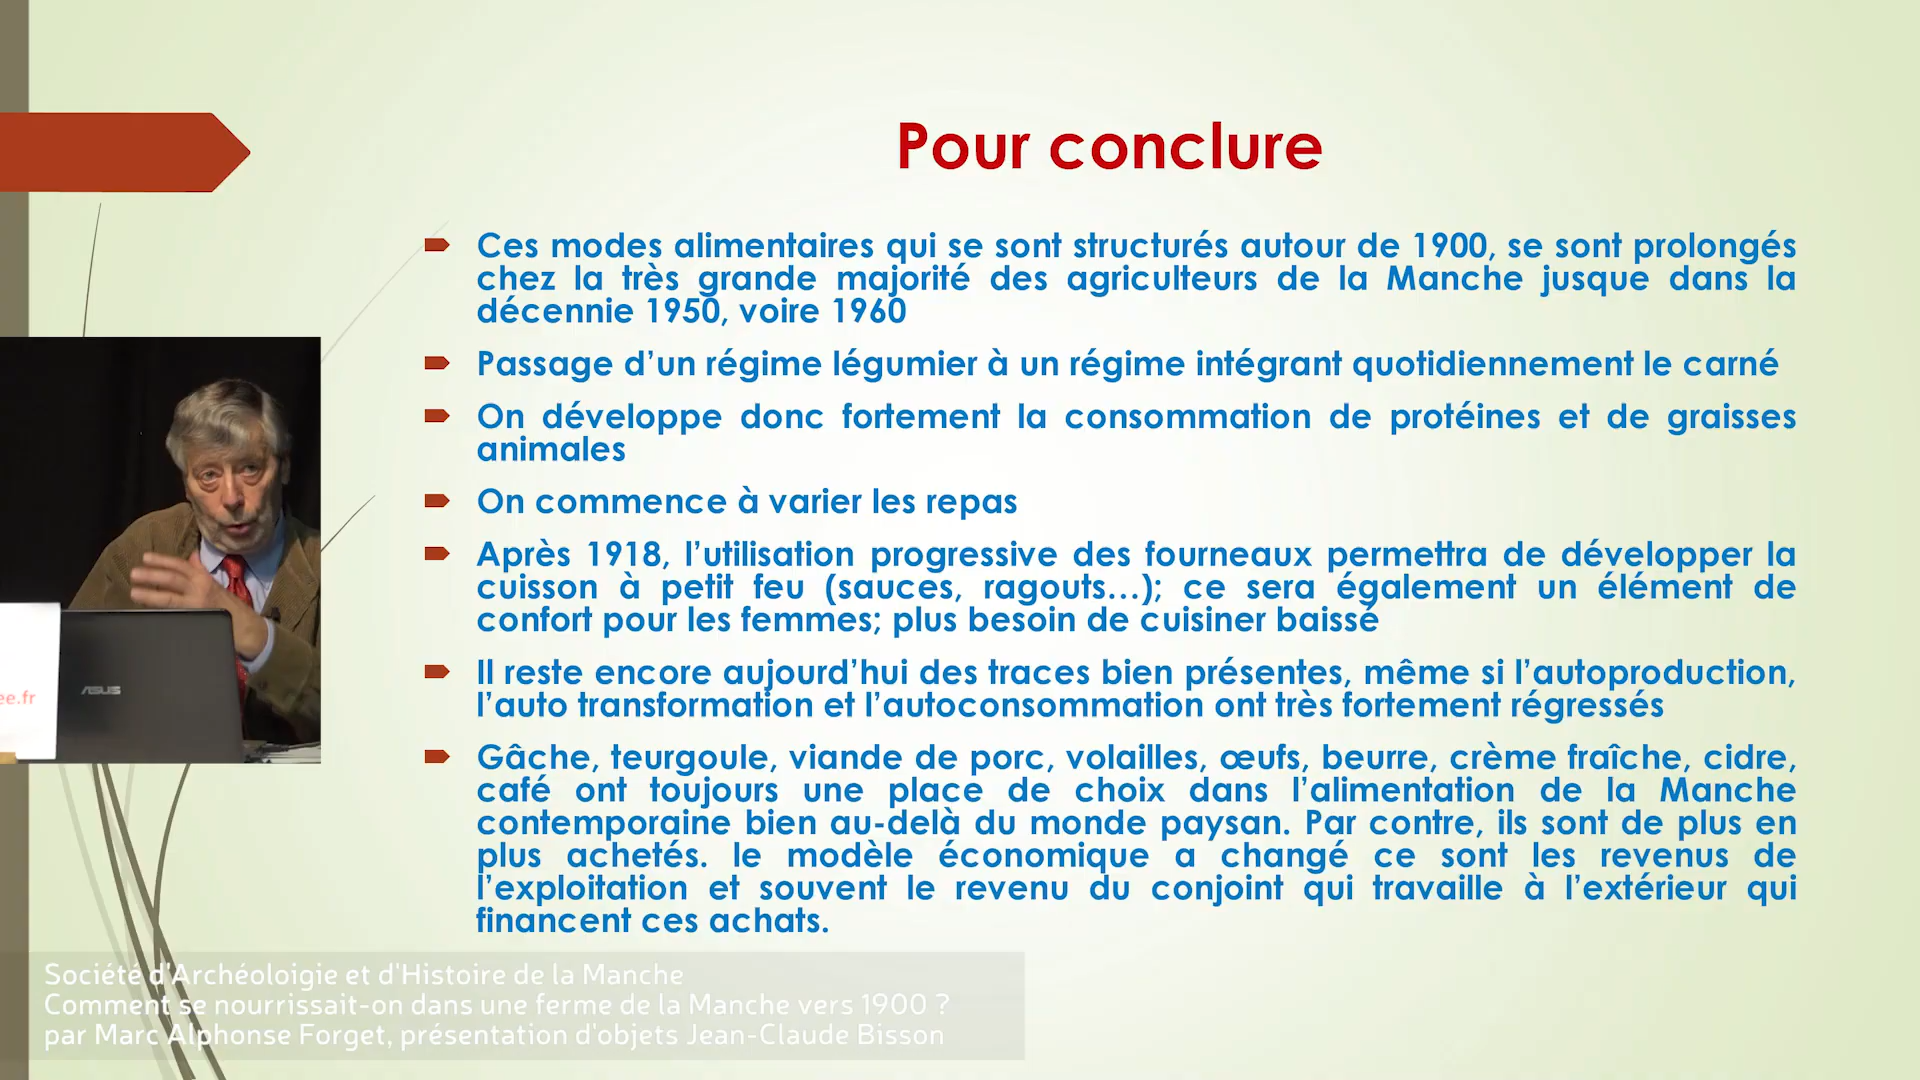 Pour conclure
Ces modes alimentaires qui se sont structurés autour de 1900, se sont prolongés
chez la très grande majorité des agriculteurs de la Manche jusque dans la
décennie 1950, voire 1960
Passage d’un régime légumier à un régime intégrant quotidiennement le carné
On développe donc fortement la consommation de protéines et de graisses
animales
On commence à varier les repas
Après 1918, l’utilisation progressive des fourneaux permettra de développer la
cuisson à petit feu (sauces, ragouts…); ce sera également un élément de
confort pour les femmes; plus besoin de cuisiner baissé
Il reste encore aujourd’hui des traces bien présentes, même si l’autoproduction,
l’auto transformation et l’autoconsommation ont très fortement régressés
Gâche, teurgoule, viande de porc, volailles, œufs, beurre, crème fraîche, cidre,
café ont toujours une place de choix dans l’alimentation de la Manche
contemporaine bien au-delà du monde paysan. Par contre, ils sont de plus en
plus achetés. le modèle économique a changé ce sont les revenus de
l’exploitation et souvent le revenu du conjoint qui travaille à l’extérieur qui
financent ces achats.
ee.fr
ASUS
Société d'Archéoloigie et d'Histoire de la Manche
Comment se nourrissait-on dans une ferme de la Manche vers 1900 ?
par Marc Alphonse Forget, présentation d'objets Jean-Claude Bisson